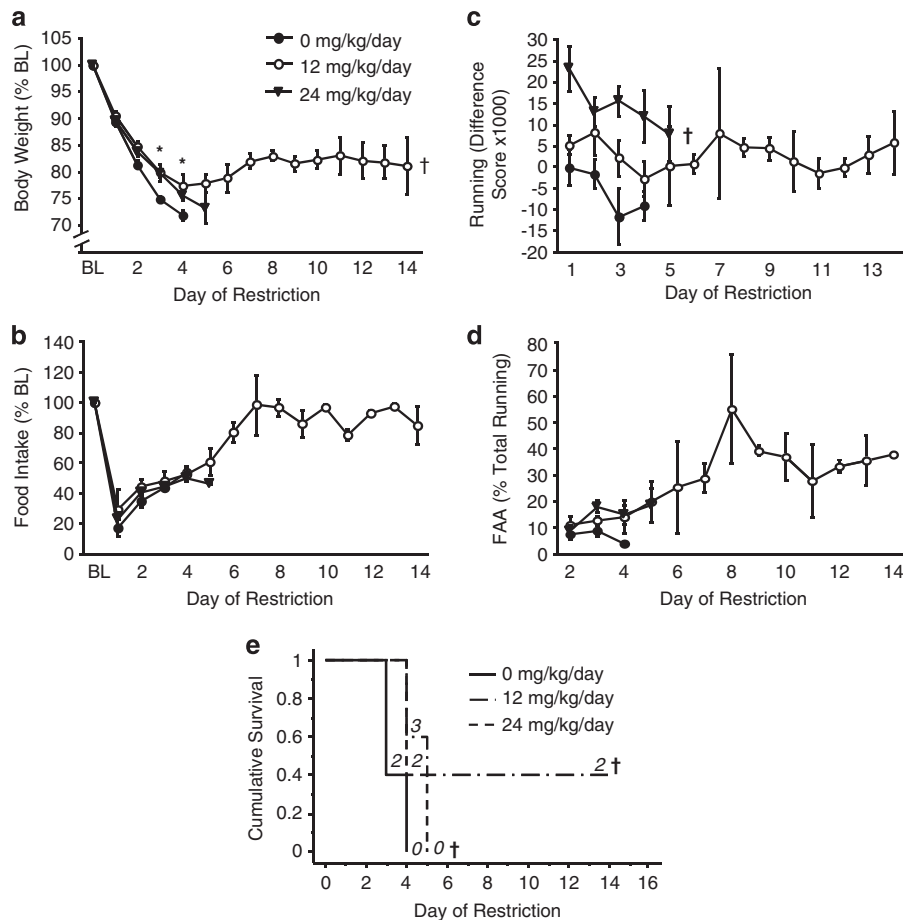 a
Body Weight (% BL)
105
100
95
90
85
80
75
70
* *
†
0 mg/kg/day
12 mg/kg/day
24 mg/kg/day
BL 2 4 6 8 10 12 14
Day of Restriction
c
Running (Difference
Score x1000)
30
25
20
15
10
5
0
-5
-10
-15
-20
†
1 3 5 7 9 11 13
Day of Restriction
b
Food Intake (% BL)
140
120
100
80
60
40
20
0
BL 2 4 6 8 10 12 14
Day of Restriction
d
FAA (% Total Running)
80
70
60
50
40
30
20
10
0
2 4 6 8 10 12 14
Day of Restriction
e
Cumulative Survival
1
0.8
0.6
0.4
0.2
0
0 mg/kg/day
12 mg/kg/day
24 mg/kg/day
3
2 2
2 †
0 0 †
0 2 4 6 8 10 12 14 16
Day of Restriction